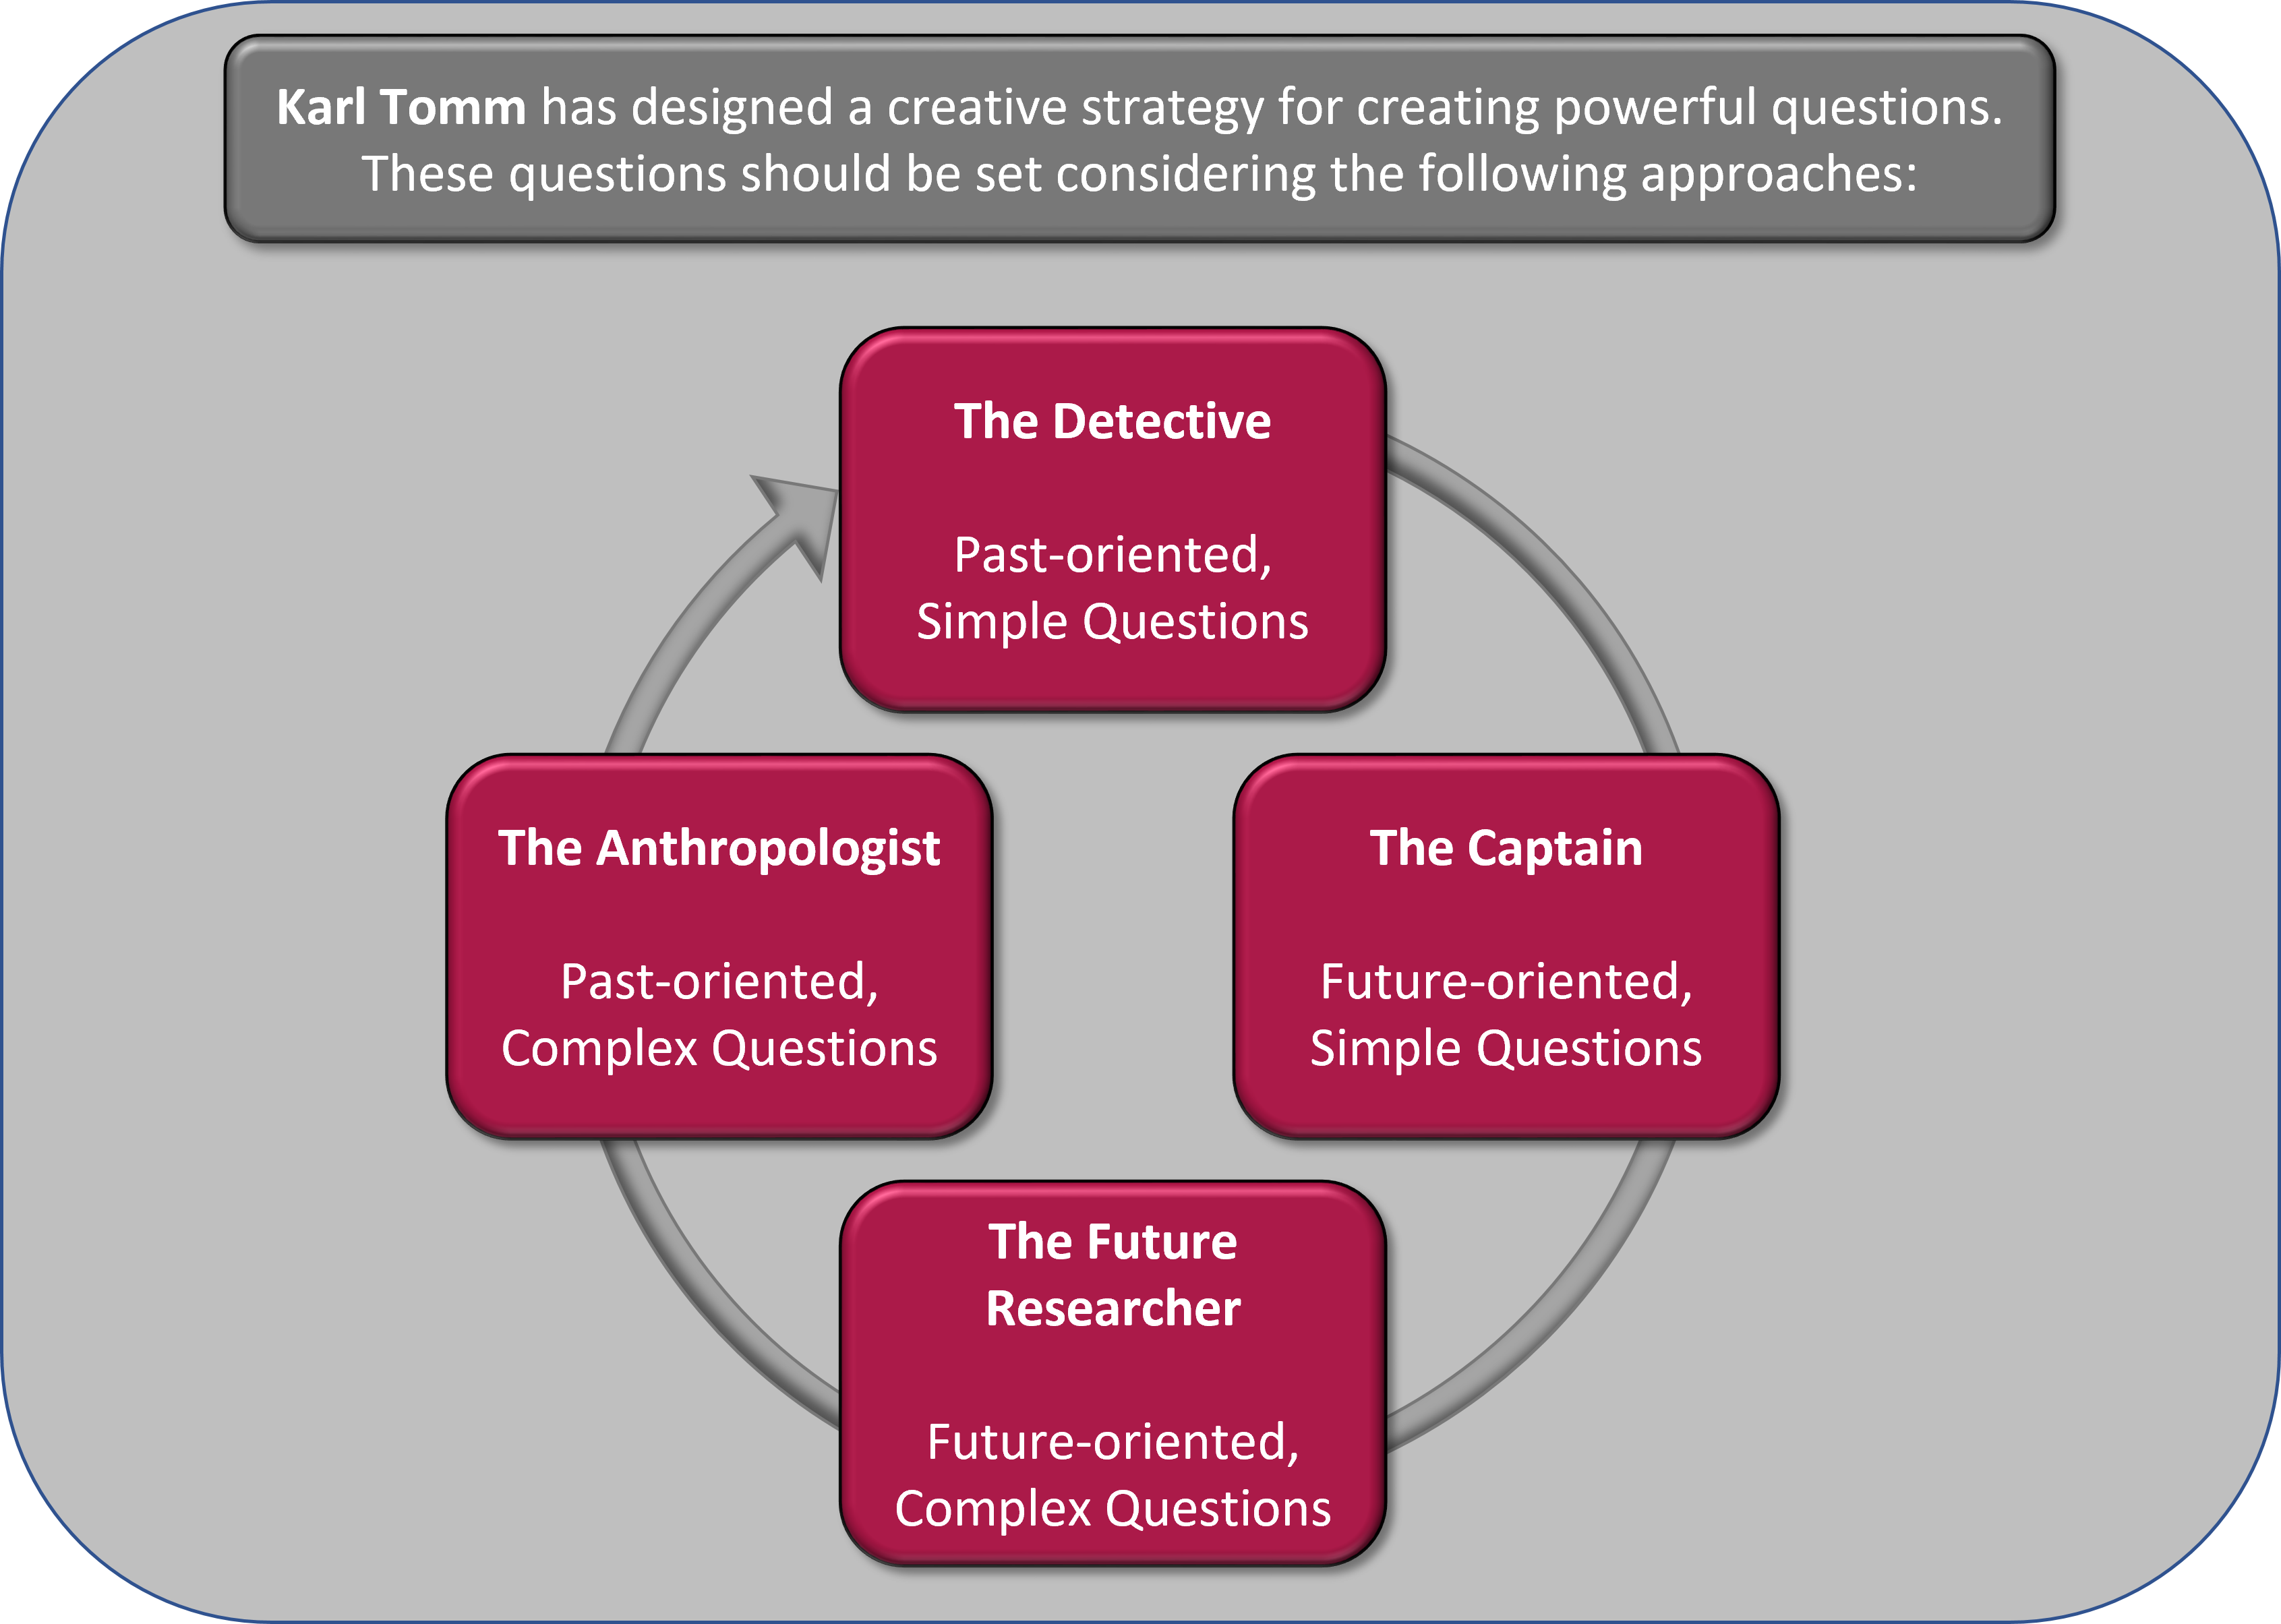 Karl Tomm has designed a creative strategy for creating powerful questions.
These questions should be set considering the following approaches:
The Detective
Past-oriented,
Simple Questions
The Anthropologist
Past-oriented,
Complex Questions
The Captain
Future-oriented,
Simple Questions
The Future
Researcher
Future-oriented,
Complex Questions